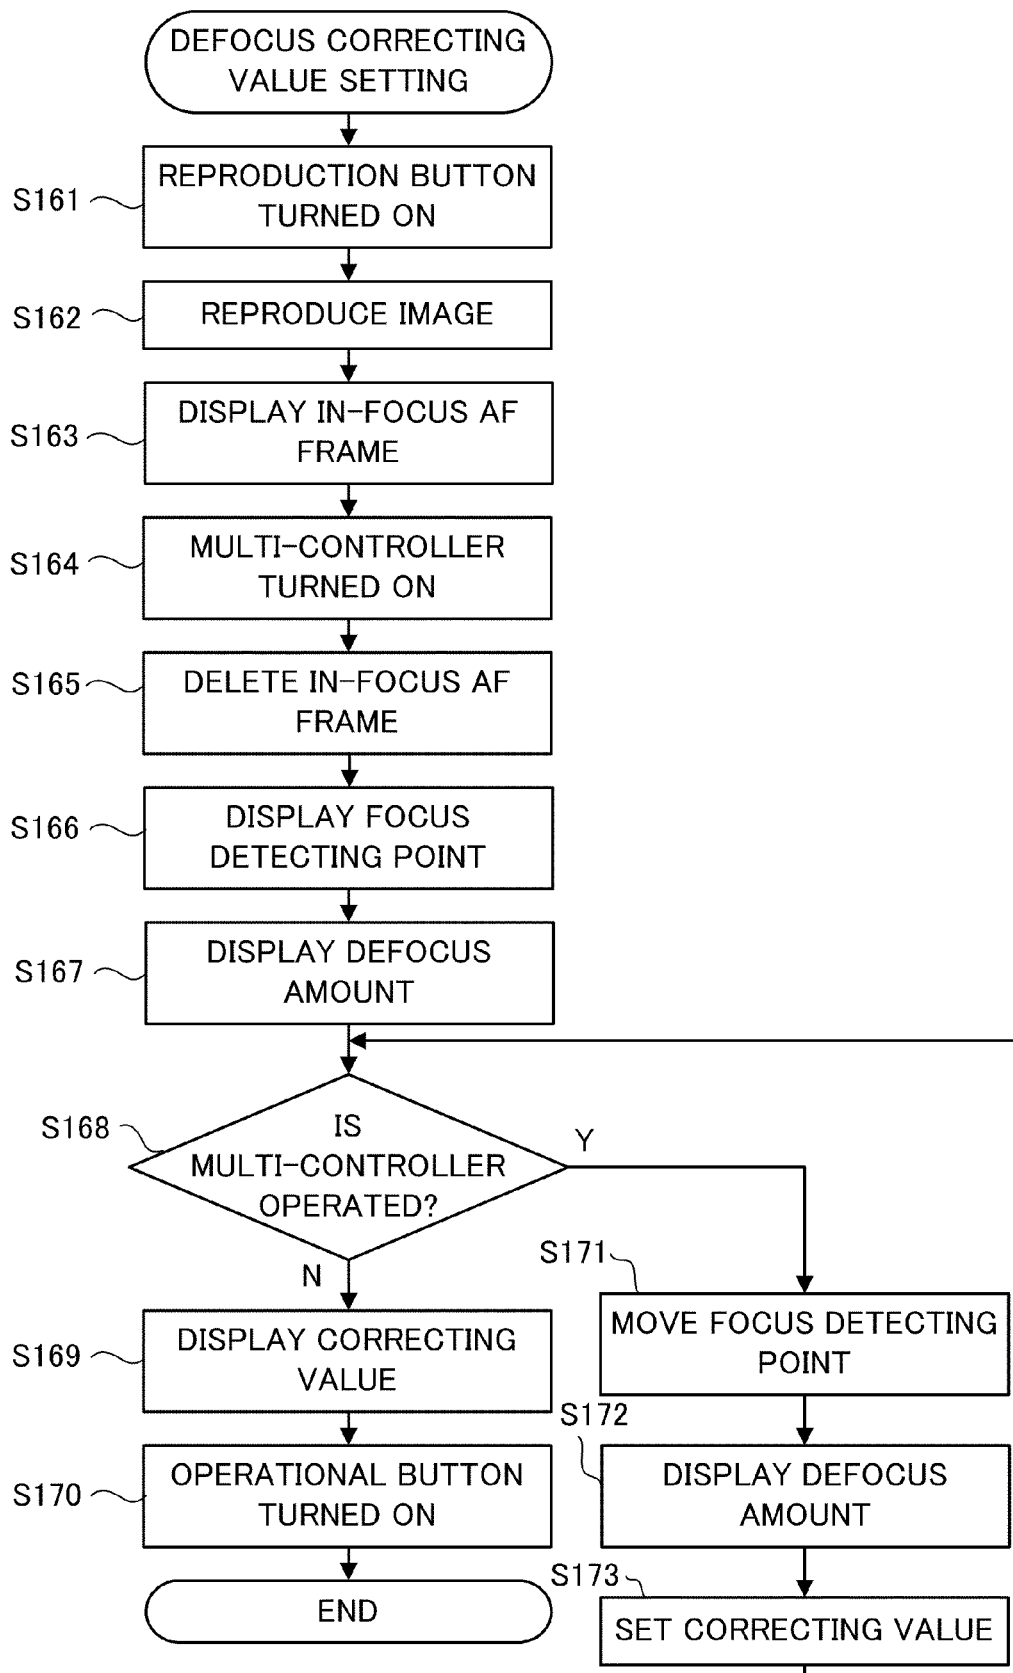 DEFOCUS CORRECTING
VALUE SETTING
S161
REPRODUCTION BUTTON
TURNED ON
S162
REPRODUCE IMAGE
S163
DISPLAY IN-FOCUS AF
FRAME
S164
MULTI-CONTROLLER
TURNED ON
S165
DELETE IN-FOCUS AF
FRAME
S166
DISPLAY FOCUS
DETECTING POINT
S167
DISPLAY DEFOCUS
AMOUNT
S168
IS
MULTI-CONTROLLER
OPERATED?
Y
N
S169
DISPLAY CORRECTING
VALUE
S170
OPERATIONAL BUTTON
TURNED ON
END
S171
MOVE FOCUS DETECTING
POINT
S172
DISPLAY DEFOCUS
AMOUNT
S173
SET CORRECTING VALUE